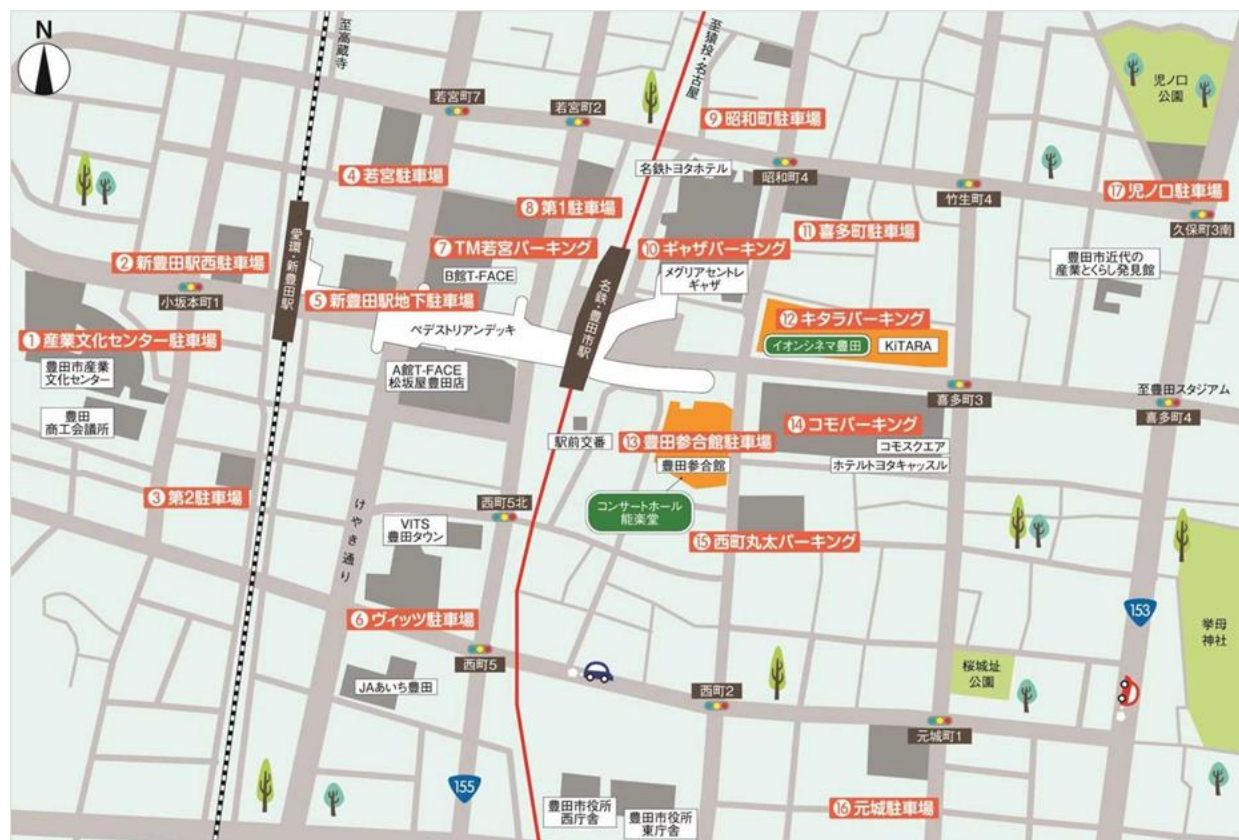 N
至高蔵寺
至猿投・名古屋
若宮町7
若宮町2
児ノ口
公園
⑨ 昭和町駐車場
名鉄トヨタホテル
昭和町4
④ 若宮駐車場
竹生町4
⑰ 児ノ口駐車場
久保町3南
⑧ 第1駐車場
⑦ TM若宮パーキング
⑩ ギャザパーキング
⑪ 喜多町駐車場
愛環・新豊田駅
② 新豊田駅西駐車場
小坂本町1
B館T-FACE
メグリアセントレ
ギャザ
豊田市近代の
産業とくらし発見館
⑤ 新豊田駅地下駐車場
ペデストリアンデッキ
名鉄・豊田市駅
⑫ キタラパーキング
イオンシネマ豊田
KiTARA
① 産業文化センター駐車場
豊田市産業
文化センター
A館T-FACE
松坂屋豊田店
喜多町3
至豊田スタジアム
喜多町4
豊田
商工会議所
駅前交番
⑬ 豊田参合館駐車場
豊田参合館
⑭ コモパーキング
コモスクエア
ホテルトヨタキャッスル
③ 第2駐車場
けやき通り
西町5北
コンサートホール
能楽堂
VITS
豊田タウン
⑮ 西町丸太パーキング
⑥ ヴィッツ駐車場
153
挙母
神社
西町5
JAあいち豊田
西町2
桜城址
公園
元城町1
155
豊田市役所
西庁舎
豊田市役所
東庁舎
⑯ 元城駐車場